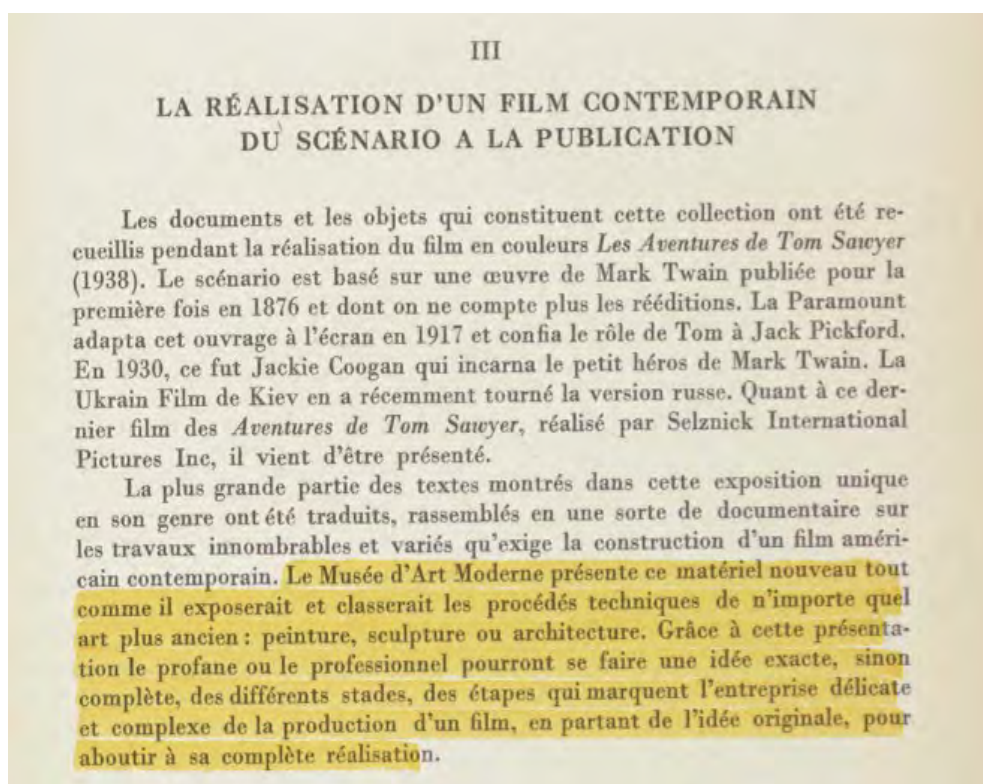 III
LA RÉALISATION D'UN FILM CONTEMPORAIN
DU SCÉNARIO A LA PUBLICATION
Les documents et les objets qui constituent cette collection ont été re-
cueillis pendant la réalisation du film en couleurs Les Aventures de Tom Sawyer
(1938). Le scénario est basé sur une œuvre de Mark Twain publiée pour la
première fois en 1876 et dont on ne compte plus les rééditions. La Paramount
adapta cet ouvrage à l'écran en 1917 et confia le rôle de Tom à Jack Pickford.
En 1930, ce fut Jackie Coogan qui incarna le petit héros de Mark Twain. La
Ukrain Film de Kiev en a récemment tourné la version russe. Quant à ce der-
nier film des Aventures de Tom Sawyer, réalisé par Selznick International
Pictures Inc, il vient d'être présenté.
La plus grande partie des textes montrés dans cette exposition unique
en son genre ont été traduits, rassemblés en une sorte de documentaire sur
les travaux innombrables et variés qu'exige la construction d'un film améri-
cain contemporain. Le Musée d'Art Moderne présente ce matériel nouveau tout
comme il exposerait et classerait les procédés techniques de n'importe quel
art plus ancien : peinture, sculpture ou architecture. Grâce à cette présenta-
tion le profane ou le professionnel pourront se faire une idée exacte, sinon
complète, des différents stades, des étapes qui marquent l'entreprise délicate
et complexe de la production d'un film, en partant de l'idée originale, pour
aboutir à sa complète réalisation.